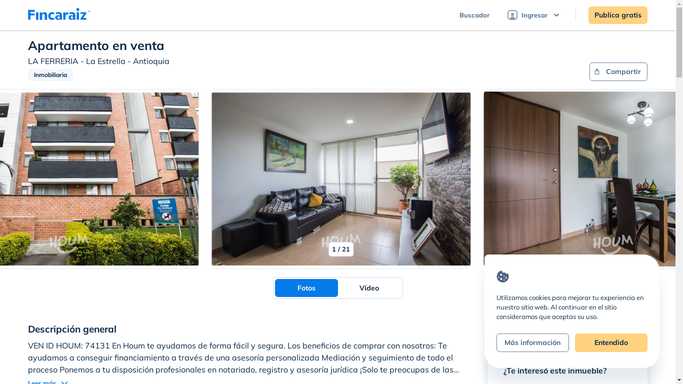 Fincaraiz
Buscador
Ingresar
Publica gratis
Apartamento en venta
LA FERRERIA - La Estrella - Antioquia
Inmobiliaria
Compartir
HOUM
HOUM
HOUM
1 / 21
Fotos
Video
Utilizamos cookies para mejorar tu experiencia en
nuestro sitio web. Al continuar en el sitio
consideramos que aceptas su uso.
Más información
Entendido
Descripción general
VEN ID HOUM: 74131 En Houm te ayudamos de forma fácil y segura. Los beneficios de comprar con nosotros: Te
ayudamos a conseguir financiamiento a través de una asesoría personalizada Mediación y seguimiento de todo el
proceso Ponemos a tu disposición profesionales en notariado, registro y asesoría jurídica ¡Solo te preocupas de las...
Leer más
¿Te interesó este inmueble?